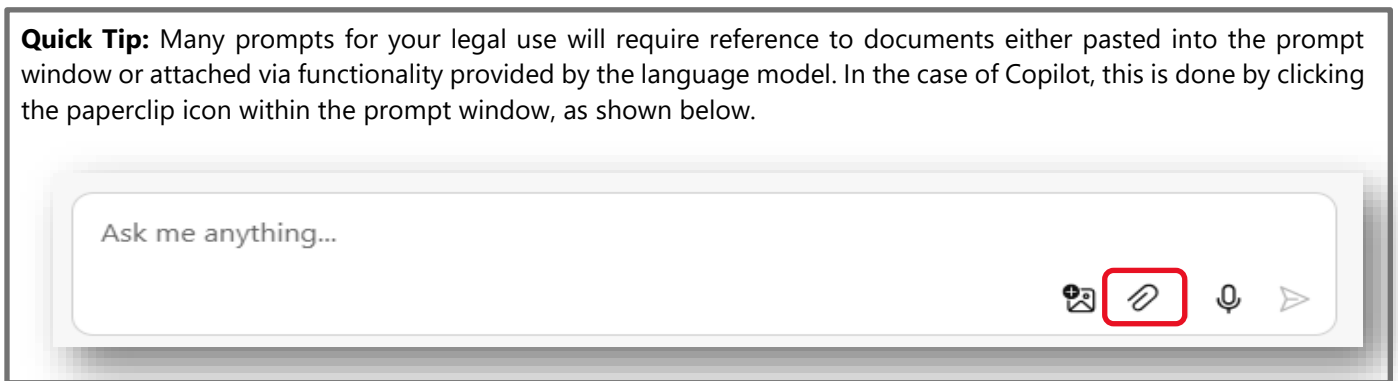 Quick Tip: Many prompts for your legal use will require reference to documents either pasted into the prompt
window or attached via functionality provided by the language model. In the case of Copilot, this is done by clicking
the paperclip icon within the prompt window, as shown below.
Ask me anything...